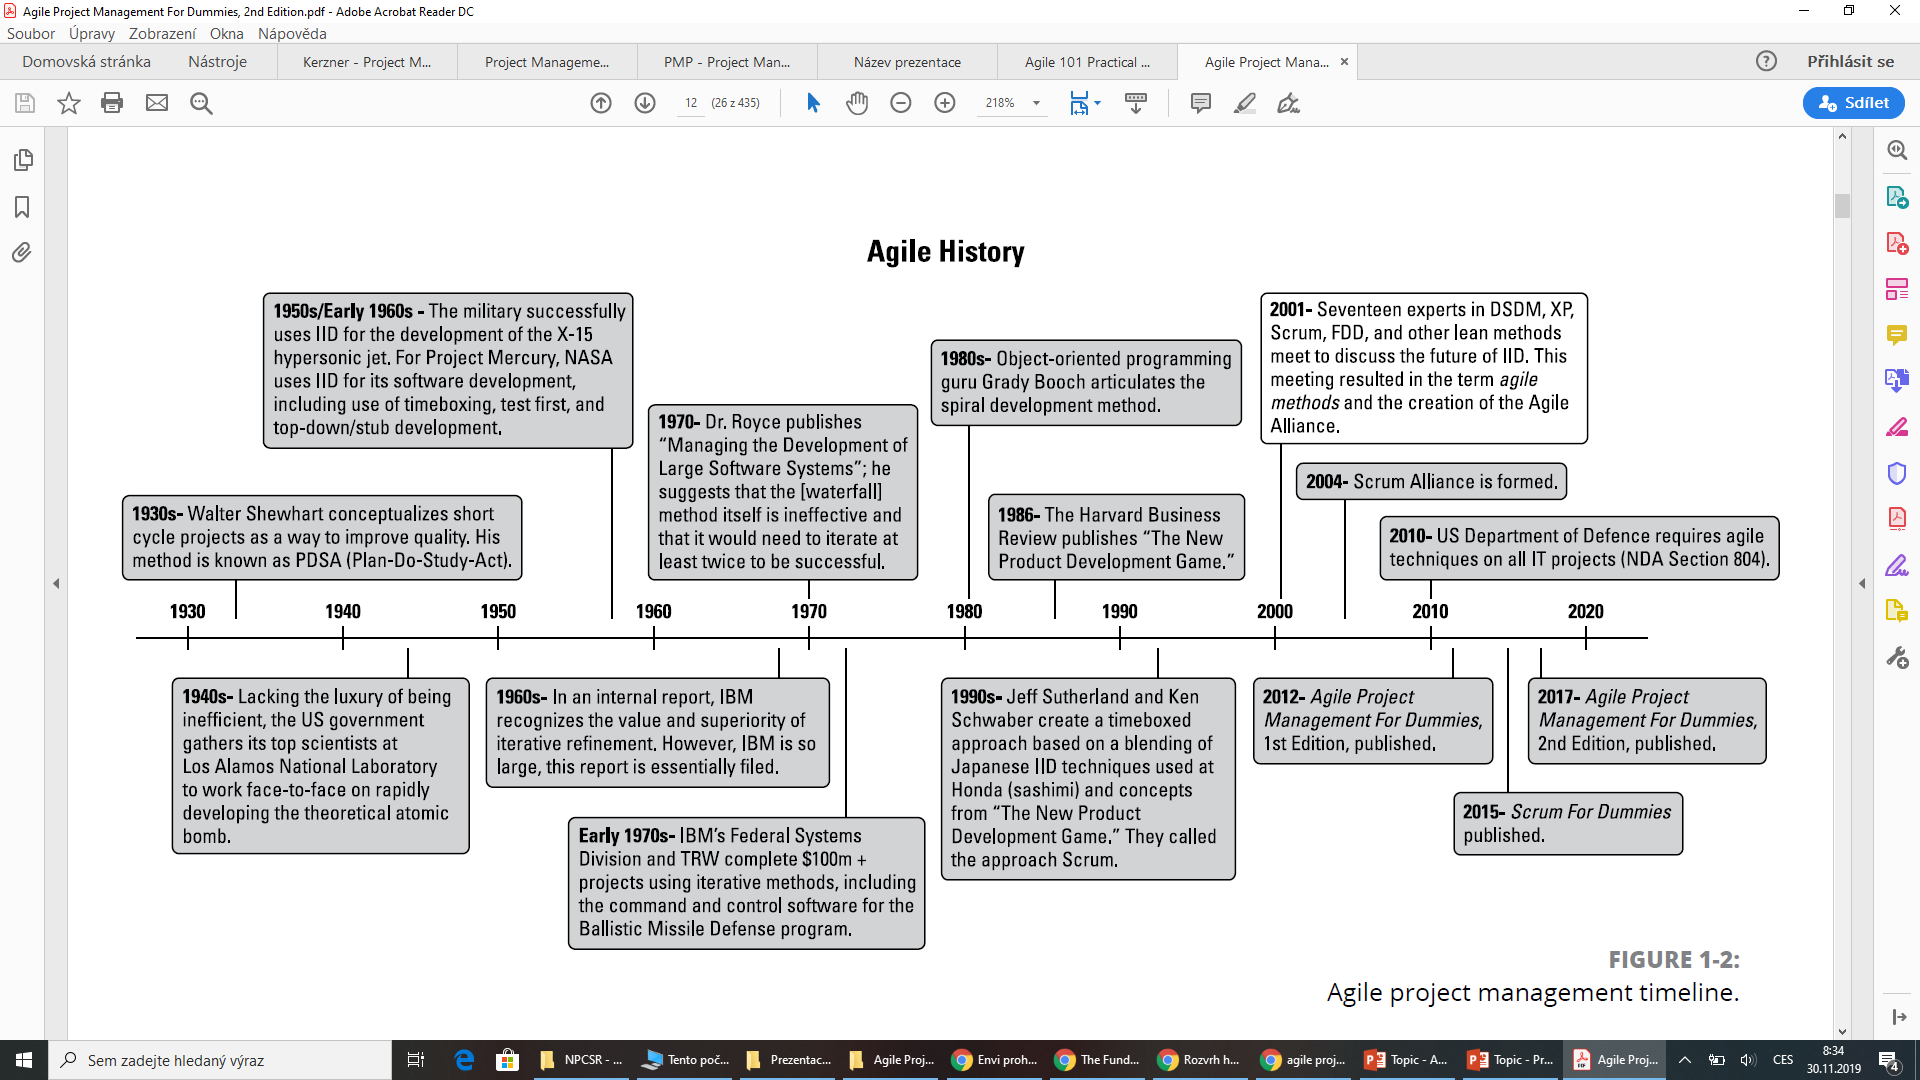 Agile Project Management For Dummies, 2nd Edition.pdf - Adobe Acrobat Reader DC
Soubor Úpravy Zobrazení Okna Nápověda
Domovská stránka Nástroje Kerzner - Project M... Project Manageme... PMP - Project Man... Název prezentace Agile 101 Practical ... Agile Project Mana... Přihlásit se
12 (26 z 435) 218% Sdílet
Agile History
1950s/Early 1960s - The military successfully
uses IID for the development of the X-15
hypersonic jet. For Project Mercury, NASA
uses IID for its software development,
including use of timeboxing, test first, and
top-down/stub development.
2001- Seventeen experts in DSDM, XP,
Scrum, FDD, and other lean methods
meet to discuss the future of IID. This
meeting resulted in the term agile
methods and the creation of the Agile
Alliance.
1980s- Object-oriented programming
guru Grady Booch articulates the
spiral development method.
1970- Dr. Royce publishes
“Managing the Development of
Large Software Systems”; he
suggests that the [waterfall]
method itself is ineffective and
that it would need to iterate at
least twice to be successful.
2004- Scrum Alliance is formed.
1930s- Walter Shewhart conceptualizes short
cycle projects as a way to improve quality. His
method is known as PDSA (Plan-Do-Study-Act).
1986- The Harvard Business
Review publishes “The New
Product Development Game.”
2010- US Department of Defence requires agile
techniques on all IT projects (NDA Section 804).
1930 1940 1950 1960 1970 1980 1990 2000 2010 2020
1940s- Lacking the luxury of being
inefficient, the US government
gathers its top scientists at
Los Alamos National Laboratory
to work face-to-face on rapidly
developing the theoretical atomic
bomb.
1960s- In an internal report, IBM
recognizes the value and superiority of
iterative refinement. However, IBM is so
large, this report is essentially filed.
1990s- Jeff Sutherland and Ken
Schwaber create a timeboxed
approach based on a blending of
Japanese IID techniques used at
Honda (sashimi) and concepts
from “The New Product
Development Game.” They called
the approach Scrum.
2012- Agile Project
Management For Dummies,
1st Edition, published.
2017- Agile Project
Management For Dummies,
2nd Edition, published.
2015- Scrum For Dummies
published.
Early 1970s- IBM’s Federal Systems
Division and TRW complete $100m +
projects using iterative methods, including
the command and control software for the
Ballistic Missile Defense program.
FIGURE 1-2:
Agile project management timeline.
Sem zadejte hledaný výraz NPCSR - ... Tento poč... Prezentac... Agile Proj... Envi proh... The Fund... Rozvrh h... agile proj... Topic - A... Topic - Pr... Agile Proj... CES 8:34
30.11.2019 4